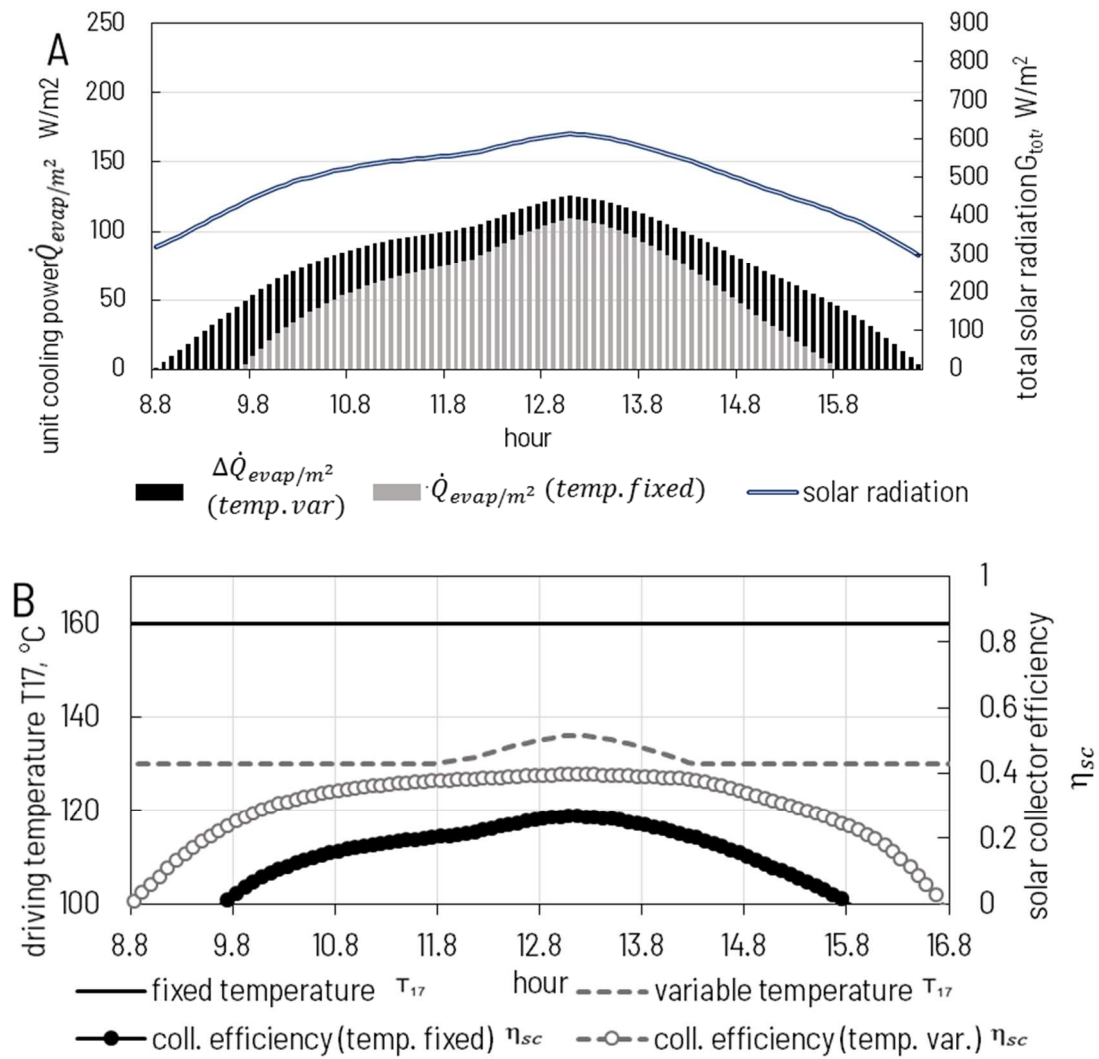 A
unit cooling power Q̇evap/m² W/m2
250
200
150
100
50
0
900
800
700
600
500
400
300
200
100
0
total solar radiation Gtot, W/m²
8.8 9.8 10.8 11.8 12.8 13.8 14.8 15.8
hour
ΔQ̇evap/m² (temp.var)
Q̇evap/m² (temp.fixed)
solar radiation
B
driving temperature T17, °C
160
140
120
100
1
0.8
0.6
0.4
0.2
0
solar collector efficiency ηsc
8.8 9.8 10.8 11.8 12.8 13.8 14.8 15.8 16.8
hour
fixed temperature T₁₇
variable temperature T₁₇
coll. efficiency (temp. fixed) ηsc
coll. efficiency (temp. var.) ηsc